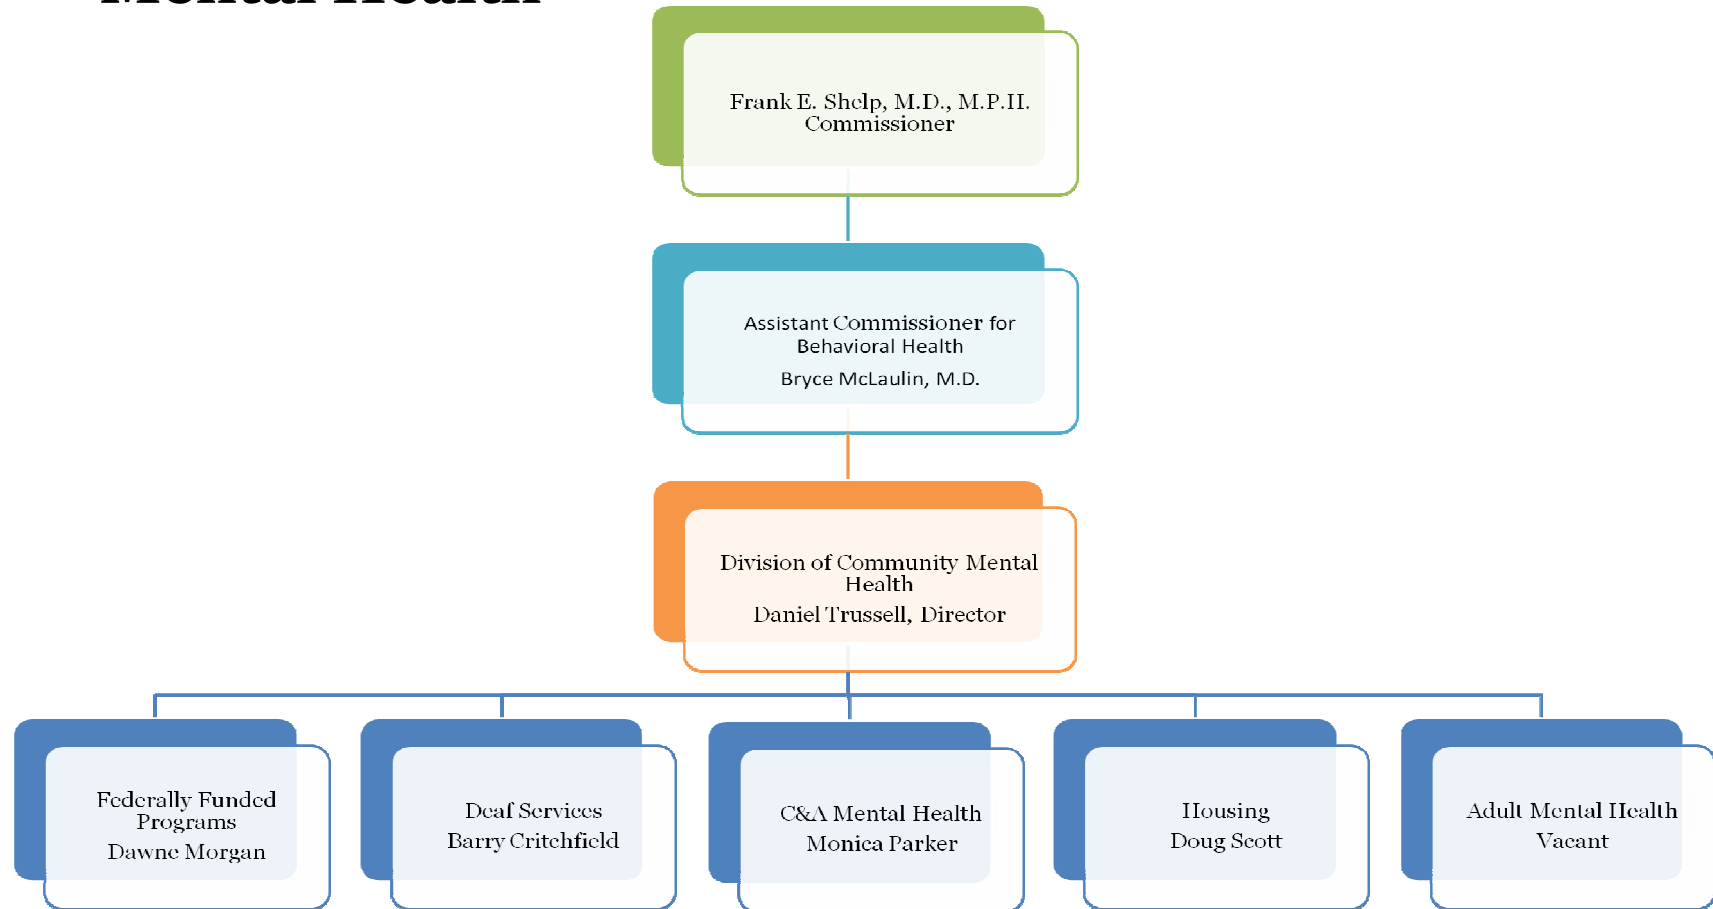 Mental Health
Frank E. Shelp, M.D., M.P.H.
Commissioner
Assistant Commissioner for
Behavioral Health
Bryce McLaulin, M.D.
Division of Community Mental
Health
Daniel Trussell, Director
Federally Funded
Programs
Dawne Morgan
Deaf Services
Barry Critchfield
C&A Mental Health
Monica Parker
Housing
Doug Scott
Adult Mental Health
Vacant